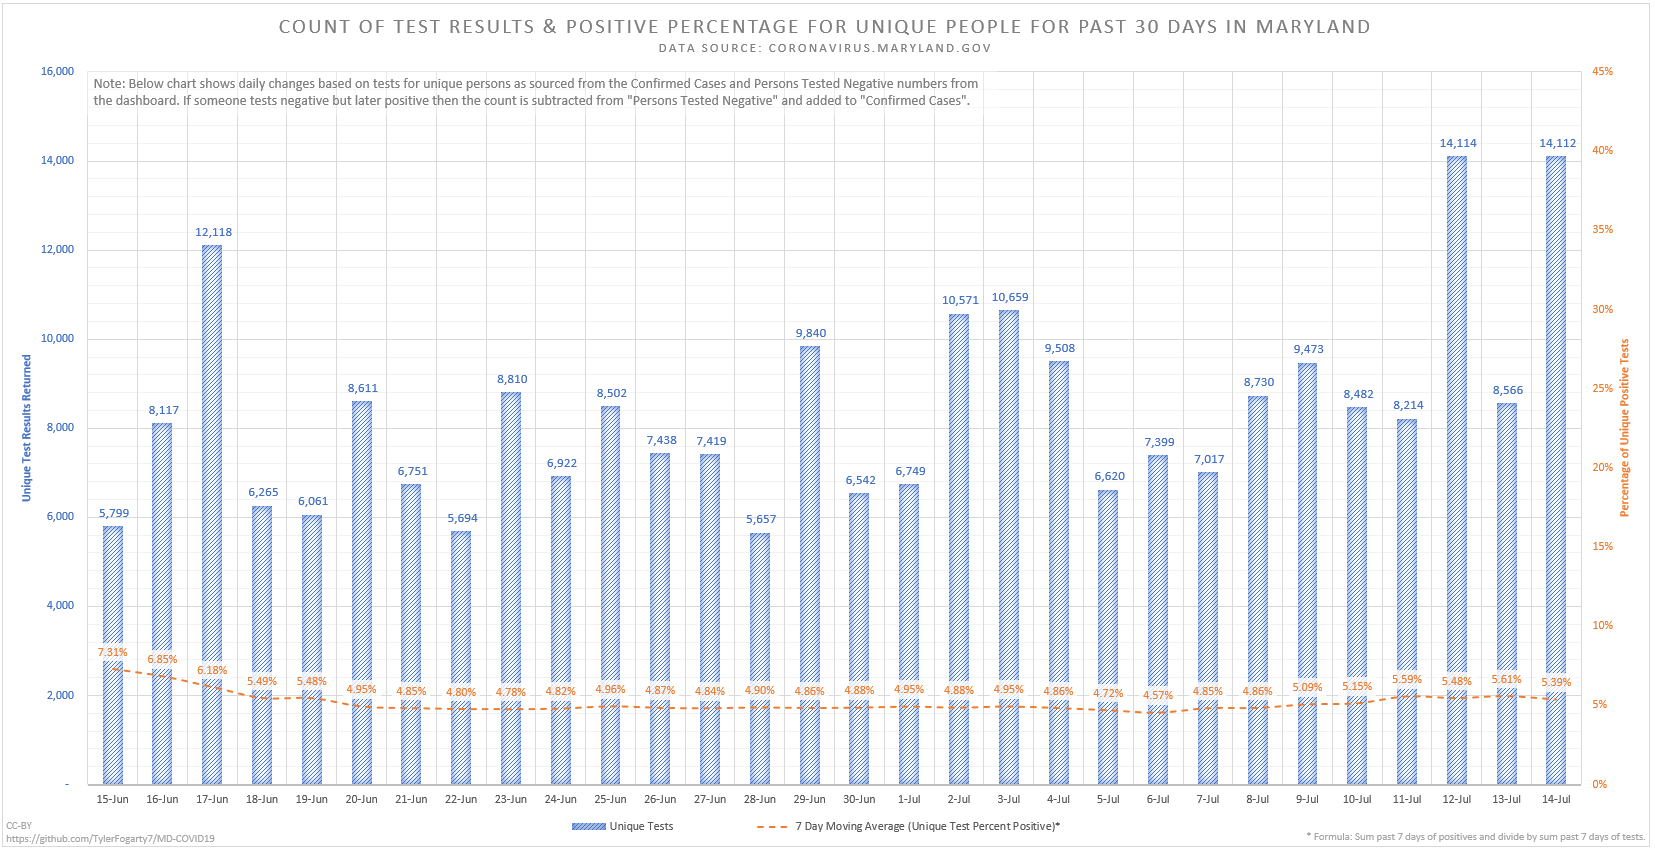 COUNT OF TEST RESULTS & POSITIVE PERCENTAGE FOR UNIQUE PEOPLE FOR PAST 30 DAYS IN MARYLAND
DATA SOURCE: CORONAVIRUS.MARYLAND.GOV
Note: Below chart shows daily changes based on tests for unique persons as sourced from the Confirmed Cases and Persons Tested Negative numbers from
the dashboard. If someone tests negative but later positive then the count is subtracted from "Persons Tested Negative" and added to "Confirmed Cases".
Unique Test Results Returned
16,000
14,000
12,000
10,000
8,000
6,000
4,000
2,000
-
5,799 8,117 12,118 6,265 6,061 8,611 6,751 5,694 8,810 6,922 8,502 7,438 7,419 5,657 9,840 6,542 6,749 10,571 10,659 9,508 6,620 7,399 7,017 8,730 9,473 8,482 8,214 14,114 8,566 14,112
7.31% 6.85% 6.18% 5.49% 5.48% 4.95% 4.85% 4.80% 4.78% 4.82% 4.96% 4.87% 4.84% 4.90% 4.86% 4.88% 4.95% 4.88% 4.95% 4.86% 4.72% 4.57% 4.85% 4.86% 5.09% 5.15% 5.59% 5.48% 5.61% 5.39%
45%
40%
35%
30%
25%
20%
15%
10%
5%
0%
Percentage of Unique Positive Tests
15-Jun 16-Jun 17-Jun 18-Jun 19-Jun 20-Jun 21-Jun 22-Jun 23-Jun 24-Jun 25-Jun 26-Jun 27-Jun 28-Jun 29-Jun 30-Jun 1-Jul 2-Jul 3-Jul 4-Jul 5-Jul 6-Jul 7-Jul 8-Jul 9-Jul 10-Jul 11-Jul 12-Jul 13-Jul 14-Jul
Unique Tests 7 Day Moving Average (Unique Test Percent Positive)*
CC-BY
https://github.com/TylerFogarty7/MD-COVID19
* Formula: Sum past 7 days of positives and divide by sum past 7 days of tests.